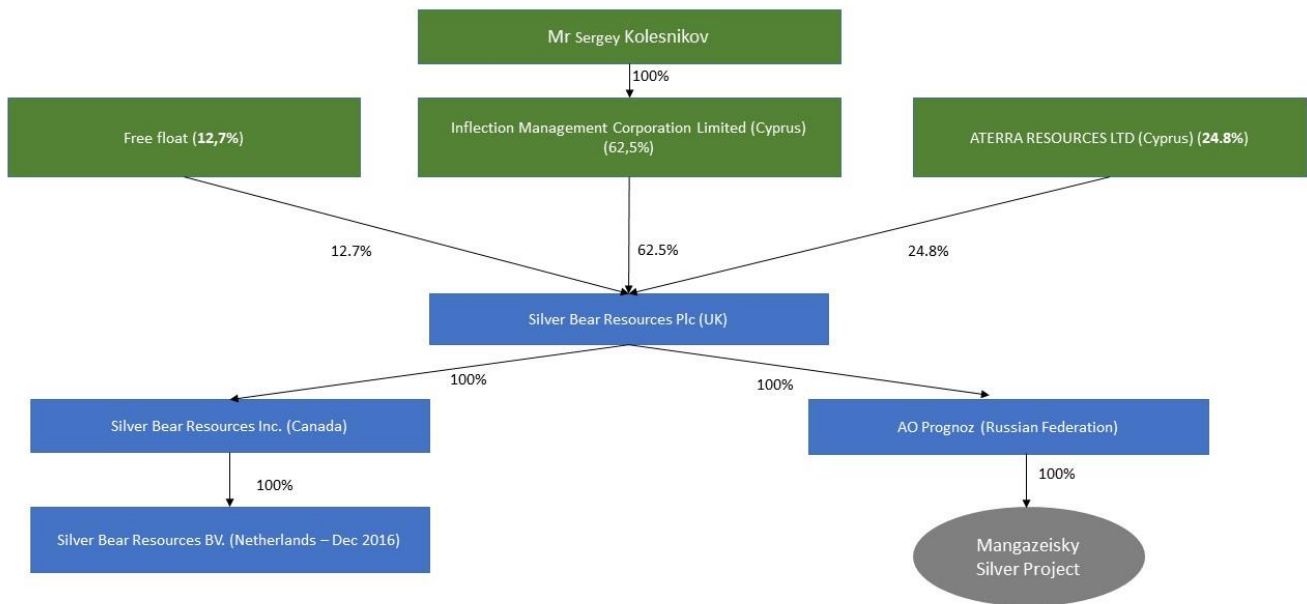 Mr Sergey Kolesnikov
100%
Free float (12,7%)
Inflection Management Corporation Limited (Cyprus)
(62,5%)
ATERRA RESOURCES LTD (Cyprus) (24.8%)
12.7%
62.5%
24.8%
Silver Bear Resources Plc (UK)
100%
100%
Silver Bear Resources Inc. (Canada)
AO Prognoz (Russian Federation)
100%
100%
Silver Bear Resources BV. (Netherlands – Dec 2016)
Mangazeisky
Silver Project